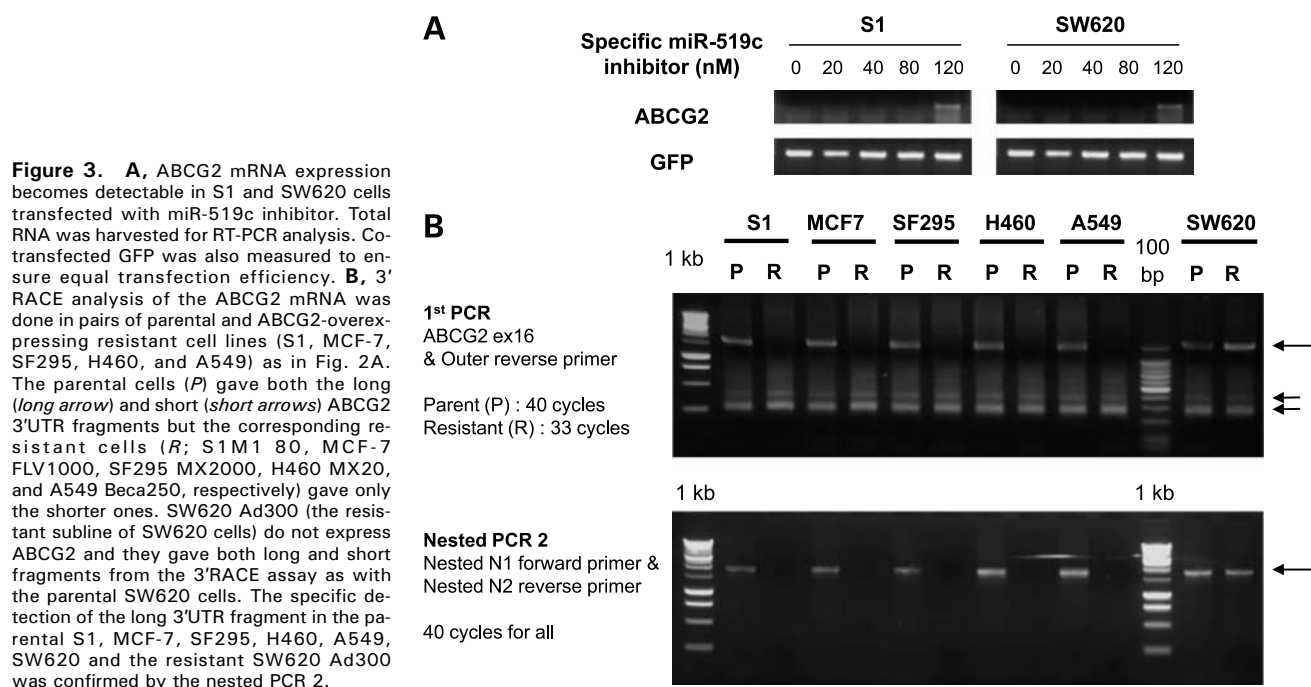 Figure 3. A, ABCG2 mRNA expression
becomes detectable in S1 and SW620 cells
transfected with miR-519c inhibitor. Total
RNA was harvested for RT-PCR analysis. Co-
transfected GFP was also measured to en-
sure equal transfection efficiency. B, 3′
RACE analysis of the ABCG2 mRNA was
done in pairs of parental and ABCG2-overex-
pressing resistant cell lines (S1, MCF-7,
SF295, H460, and A549) as in Fig. 2A.
The parental cells (P) gave both the long
(long arrow) and short (short arrows) ABCG2
3′UTR fragments but the corresponding re-
sistant cells (R; S1M1 80, MCF-7
FLV1000, SF295 MX2000, H460 MX20,
and A549 Beca250, respectively) gave only
the shorter ones. SW620 Ad300 (the resis-
tant subline of SW620 cells) do not express
ABCG2 and they gave both long and short
fragments from the 3′RACE assay as with
the parental SW620 cells. The specific de-
tection of the long 3′UTR fragment in the pa-
rental S1, MCF-7, SF295, H460, A549,
SW620 and the resistant SW620 Ad300
was confirmed by the nested PCR 2.
A
S1 SW620
Specific miR-519c
inhibitor (nM)
0 20 40 80 120 0 20 40 80 120
ABCG2
GFP
B
S1 MCF7 SF295 H460 A549 SW620
1 kb P R P R P R P R P R 100 bp P R
1st PCR
ABCG2 ex16
& Outer reverse primer
Parent (P) : 40 cycles
Resistant (R) : 33 cycles
1 kb 1 kb
Nested PCR 2
Nested N1 forward primer &
Nested N2 reverse primer
40 cycles for all